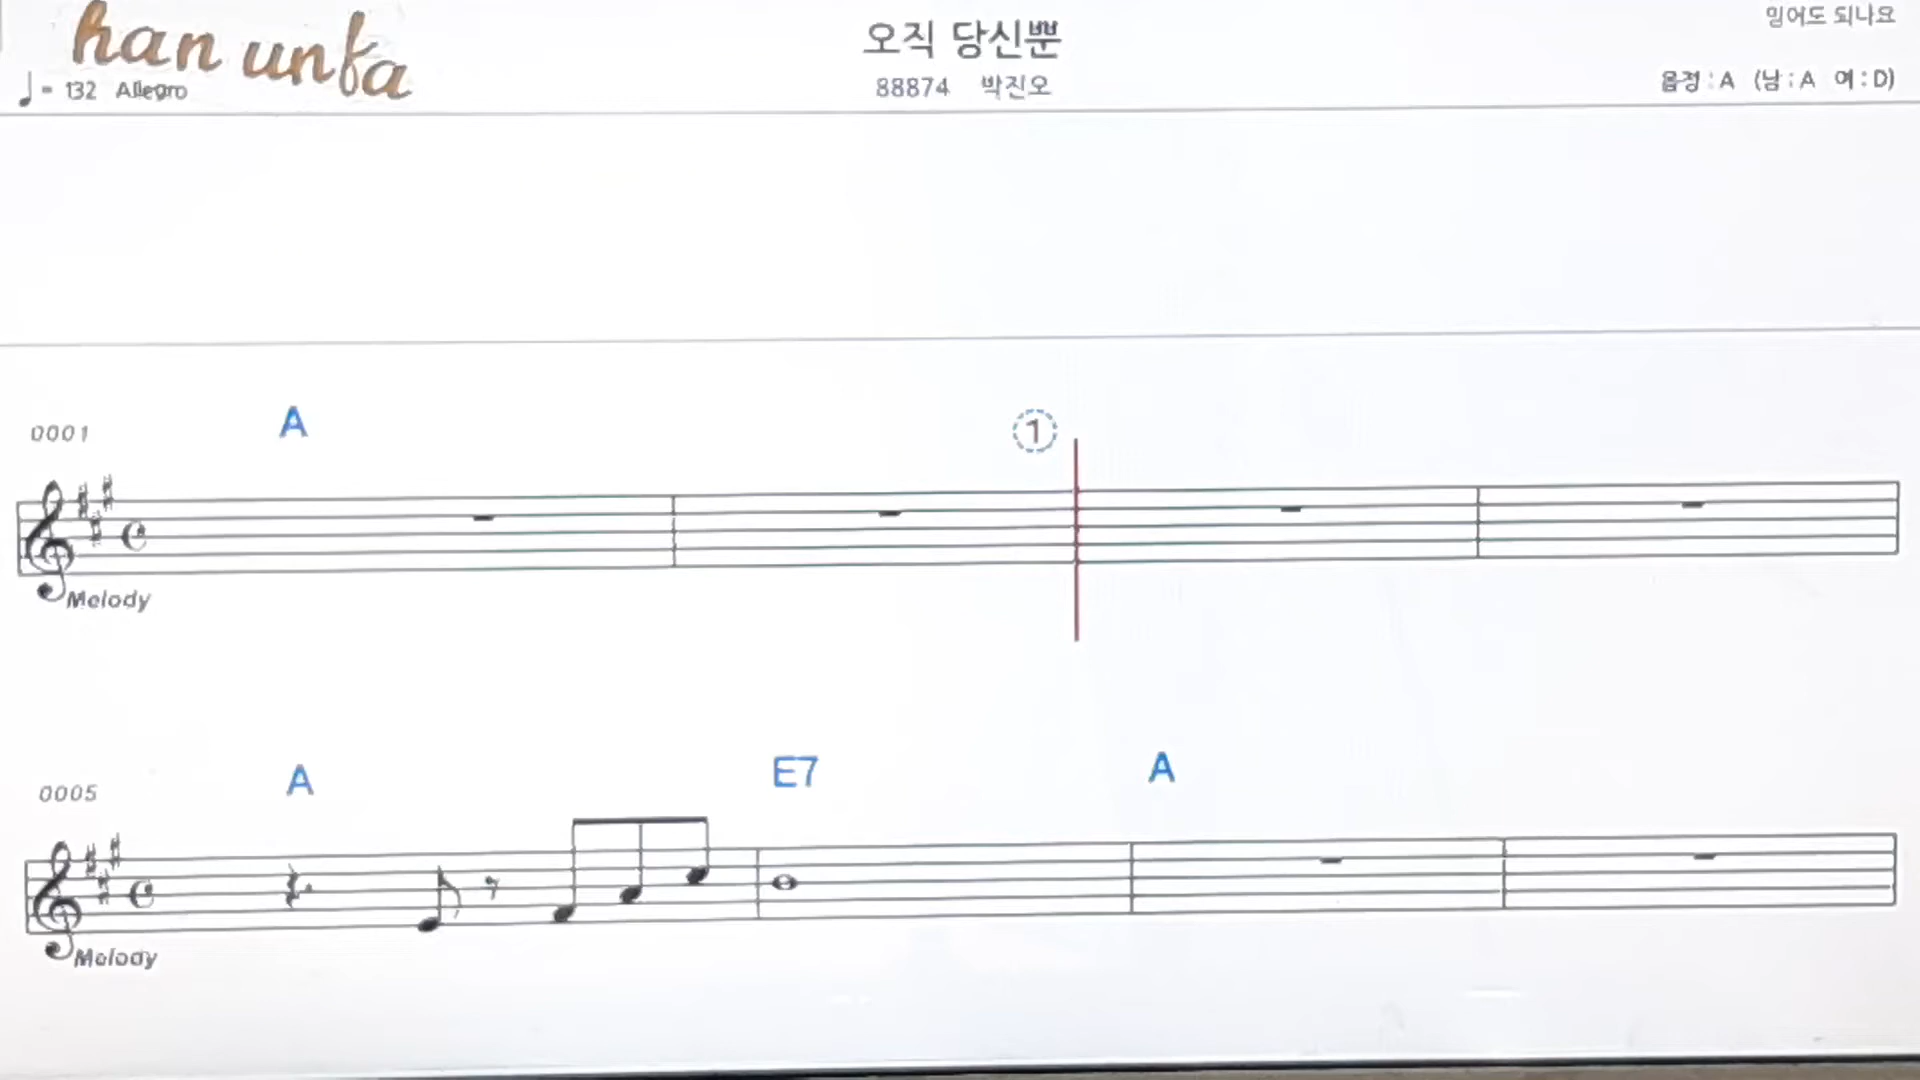 han unfa
오직 당신뿐
믿어도 되나요
♩= 132 Allegro
88874 박진오
음정 : A (남 : A 여 : D)
0001 A ①
Melody
0005 A E7 A
Melody